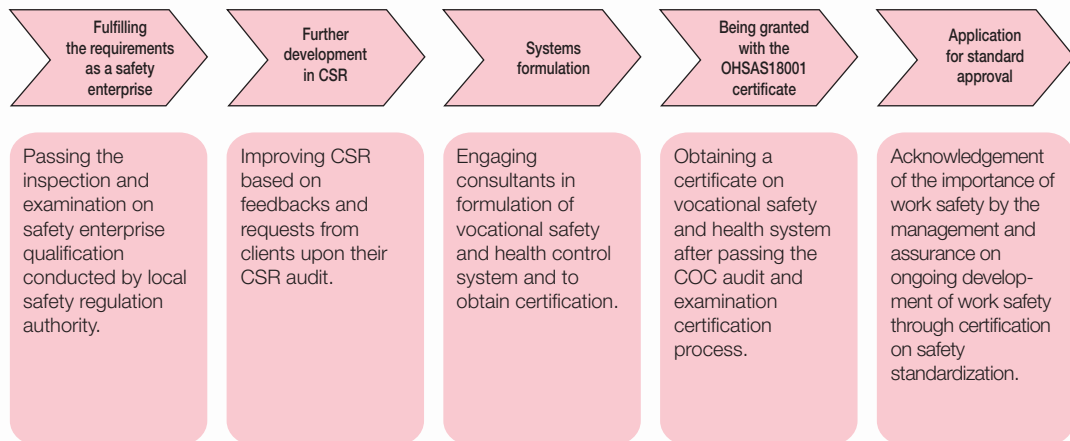 Fulfilling
the requirements
as a safety
enterprise
Further
development
in CSR
Systems
formulation
Being granted
with the
OHSAS18001
certificate
Application
for standard
approval
Passing the
inspection and
examination on
safety enterprise
qualification
conducted by local
safety regulation
authority.
Improving CSR
based on
feedbacks and
requests from
clients upon their
CSR audit.
Engaging
consultants in
formulation of
vocational safety
and health control
system and to
obtain certification.
Obtaining a
certificate on
vocational safety
and health system
after passing the
COC audit and
examination
certification
process.
Acknowledgement
of the importance of
work safety by the
management and
assurance on
ongoing develop-
ment of work safety
through certification
on safety
standardization.